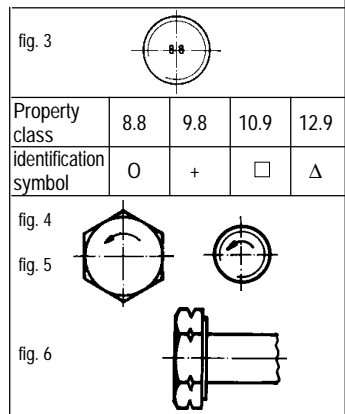 fig. 3
8.8
Property class 8.8 9.8 10.9 12.9
identification symbol O + □ Δ
fig. 4
fig. 5
fig. 6